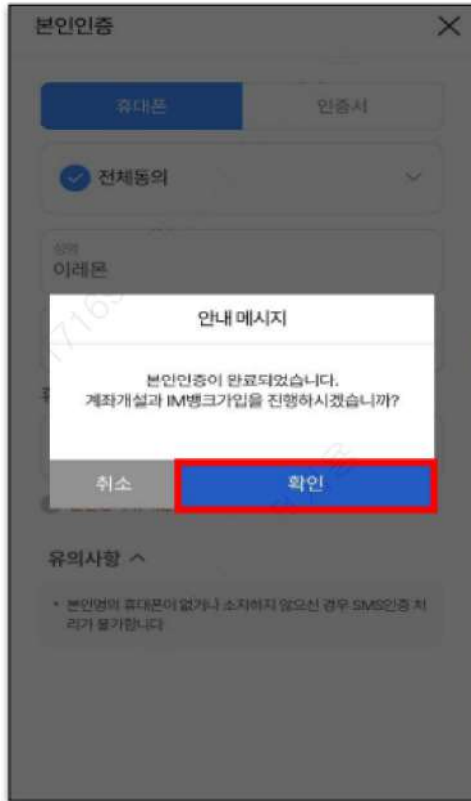 본인인증
휴대폰
인증서
전체동의
성명
이레몬
안내 메시지
본인인증이 완료되었습니다.
계좌개설과 IM뱅크가입을 진행하시겠습니까?
취소
확인
유의사항
• 본인명의 휴대폰이 없거나 소지하지 않으신 경우 SMS인증 처
리가 불가합니다